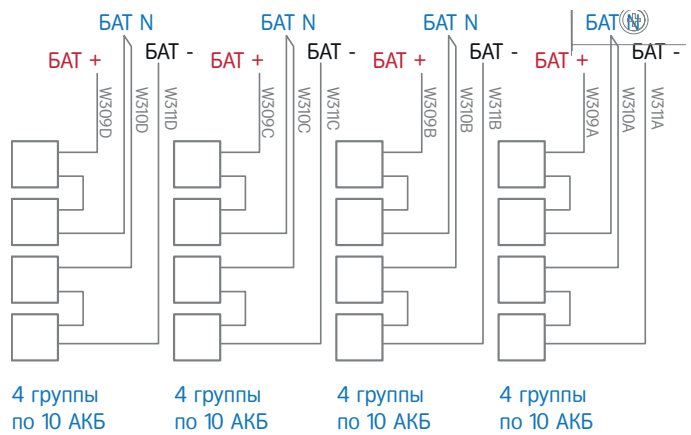 БАТ N
БАТ N
БАТ N
БАТ N
БАТ +
БАТ -
БАТ +
БАТ -
БАТ +
БАТ -
БАТ +
БАТ -
W309D
W310D
W311D
W309C
W310C
W311C
W309B
W310B
W311B
W309A
W310A
W311A
4 группы
по 10 АКБ
4 группы
по 10 АКБ
4 группы
по 10 АКБ
4 группы
по 10 АКБ